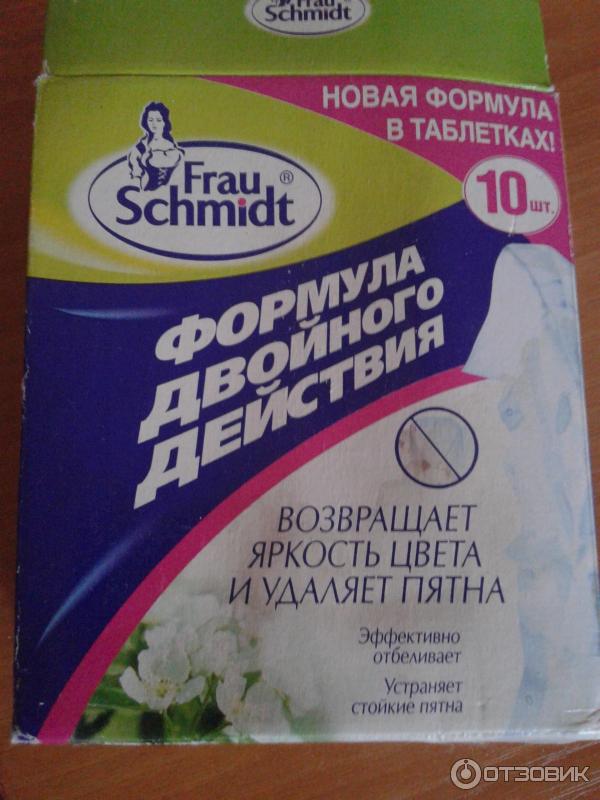 Frau
Schmidt
НОВАЯ ФОРМУЛА
В ТАБЛЕТКАХ!
Frau ®
Schmidt
10 шт.
ФОРМУЛА
ДВОЙНОГО
ДЕЙСТВИЯ
ВОЗВРАЩАЕТ
ЯРКОСТЬ ЦВЕТА
И УДАЛЯЕТ ПЯТНА
Эффективно
отбеливает
Устраняет
стойкие пятна
ОТЗОВИК